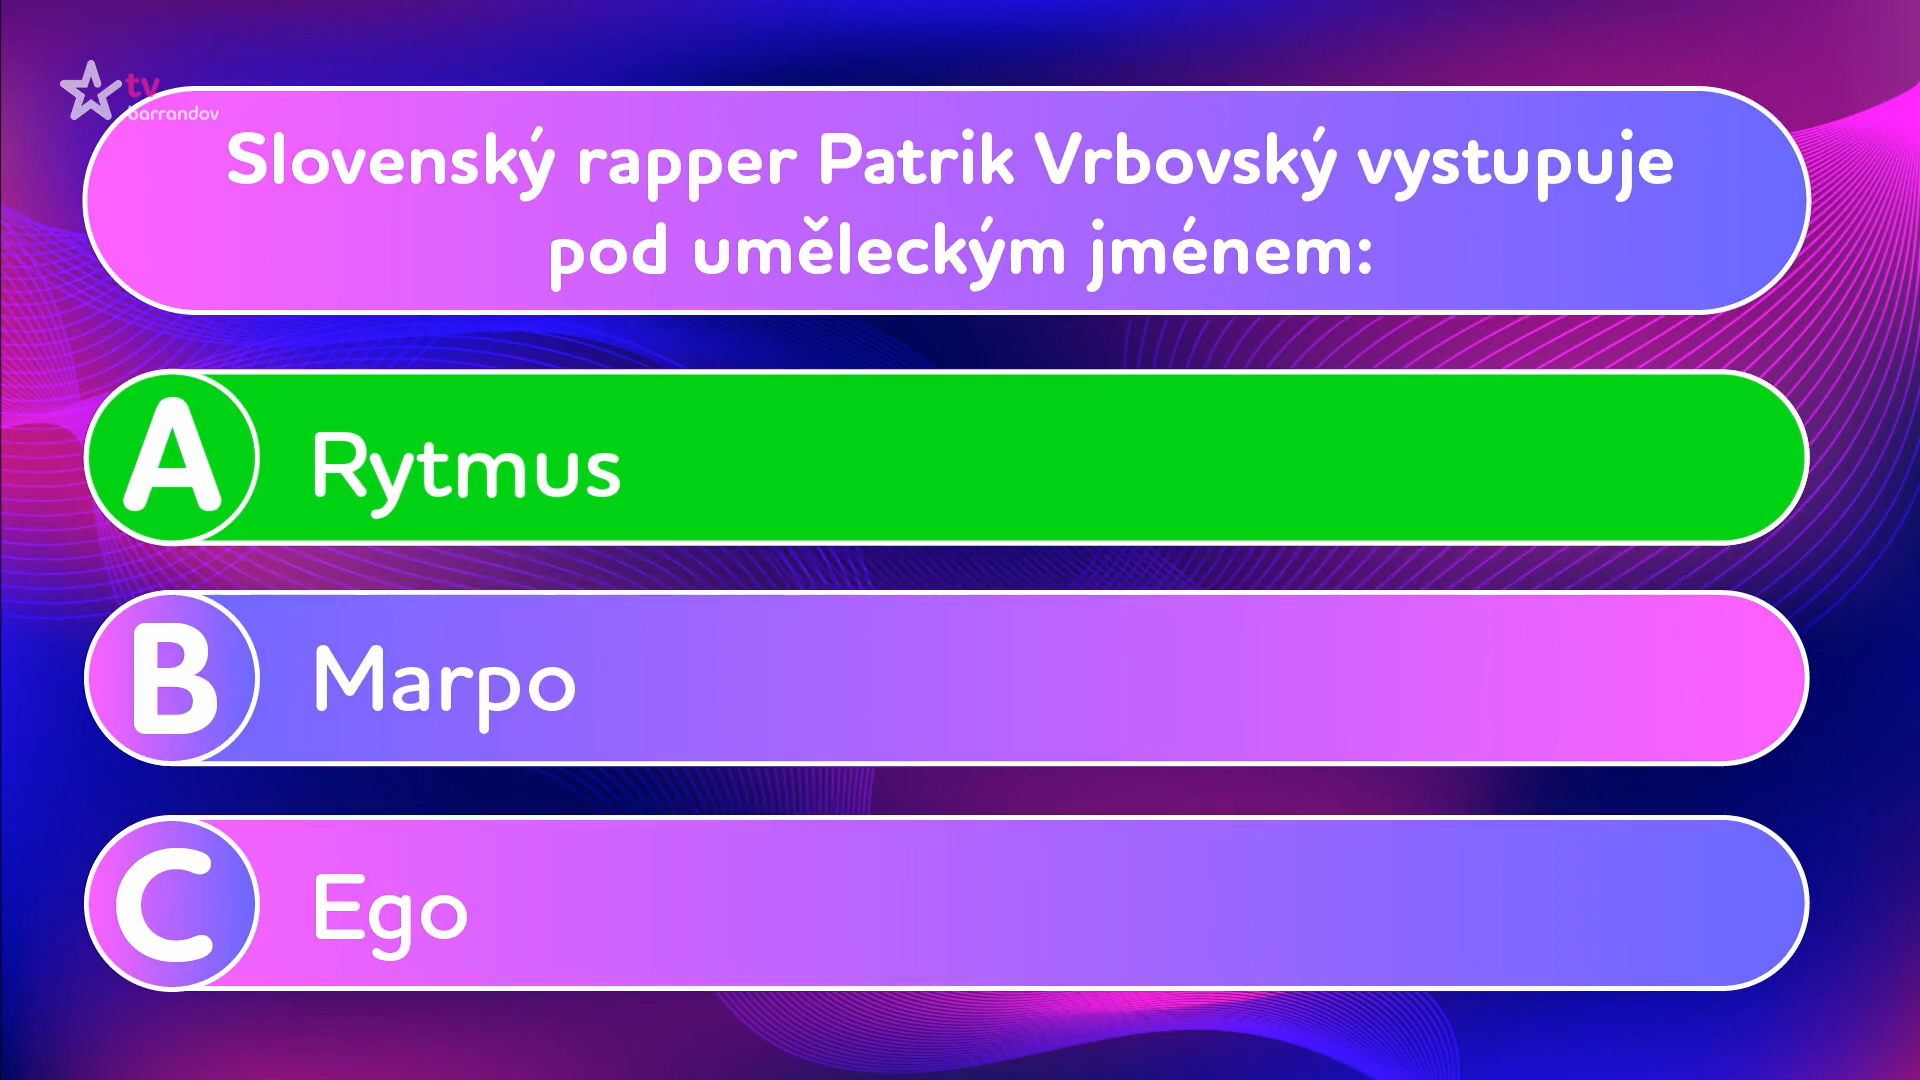 tv
barrandov
Slovenský rapper Patrik Vrbovský vystupuje
pod uměleckým jménem:
A Rytmus
B Marpo
C Ego